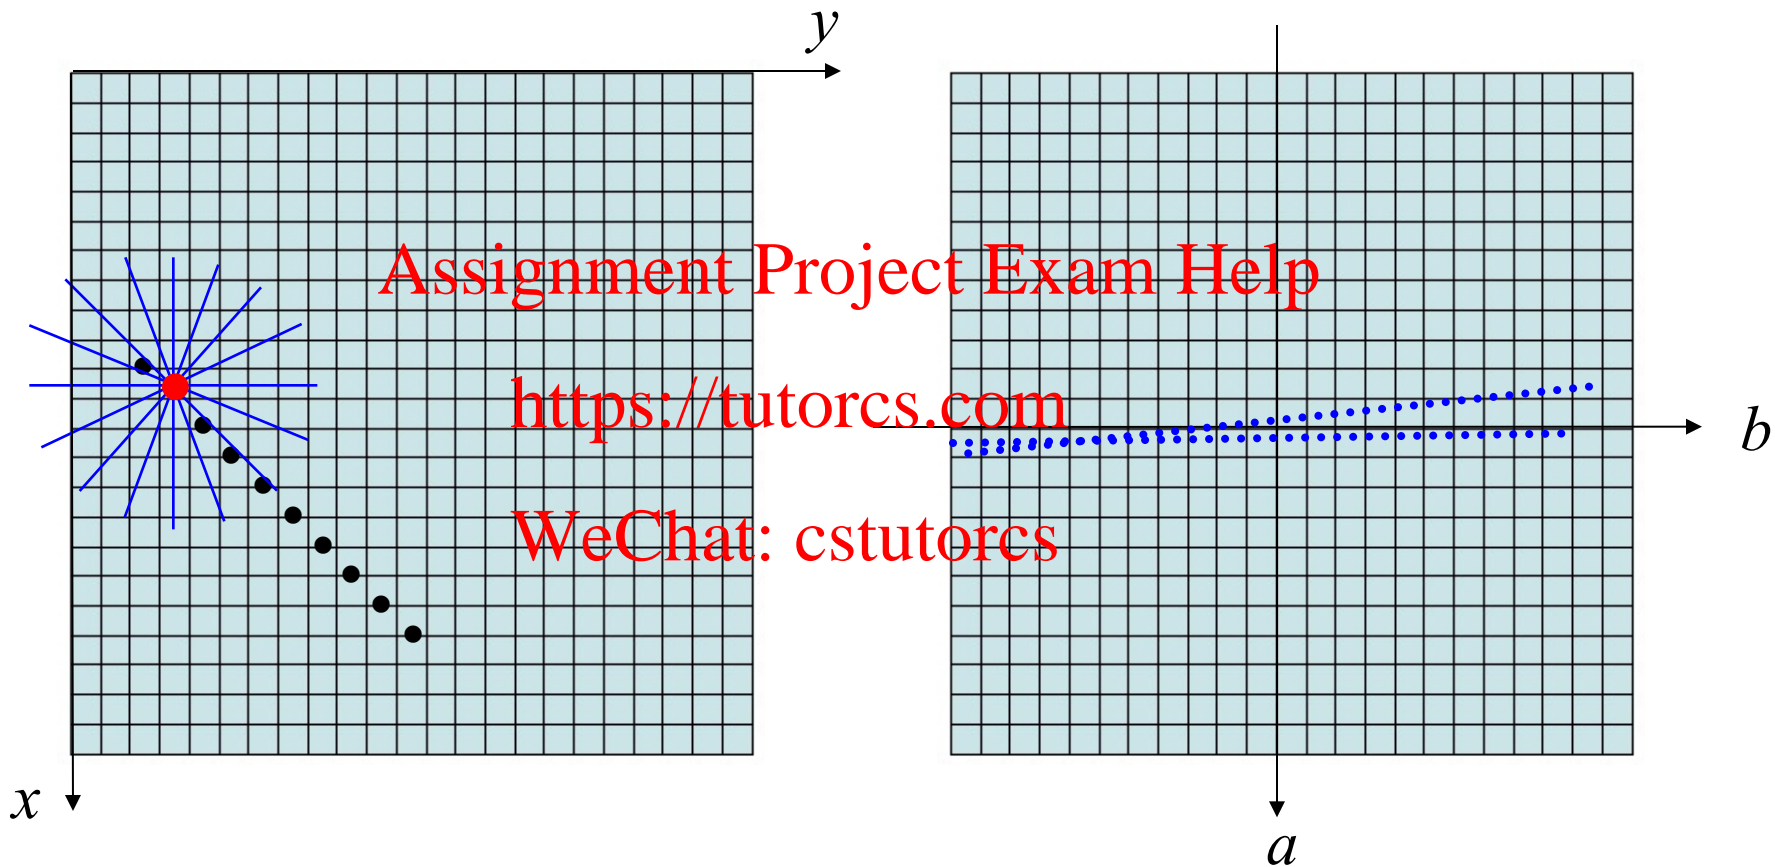 y
Assignment Project Exam Help
https://tutorcs.com
b
WeChat: cstutorcs
x
a